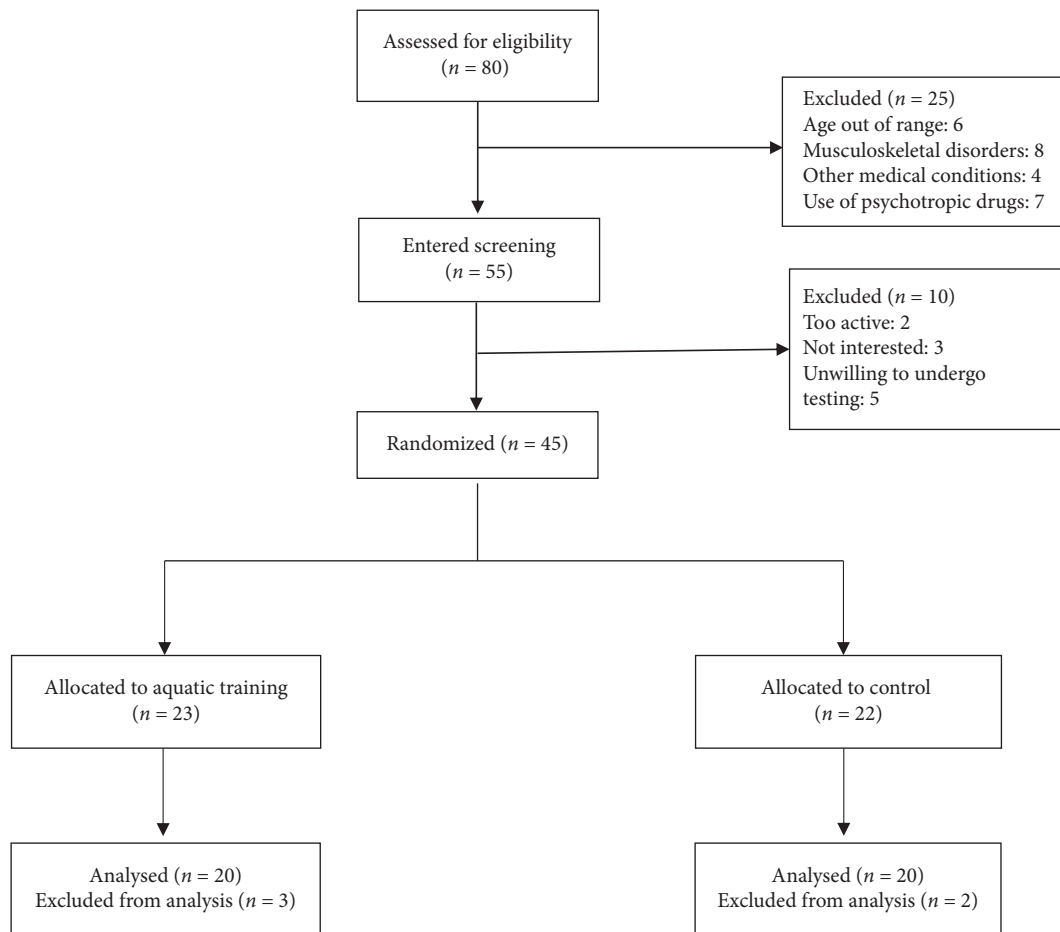 Assessed for eligibility
(n = 80)
Excluded (n = 25)
Age out of range: 6
Musculoskeletal disorders: 8
Other medical conditions: 4
Use of psychotropic drugs: 7
Entered screening
(n = 55)
Excluded (n = 10)
Too active: 2
Not interested: 3
Unwilling to undergo
testing: 5
Randomized (n = 45)
Allocated to aquatic training
(n = 23)
Allocated to control
(n = 22)
Analysed (n = 20)
Excluded from analysis (n = 3)
Analysed (n = 20)
Excluded from analysis (n = 2)